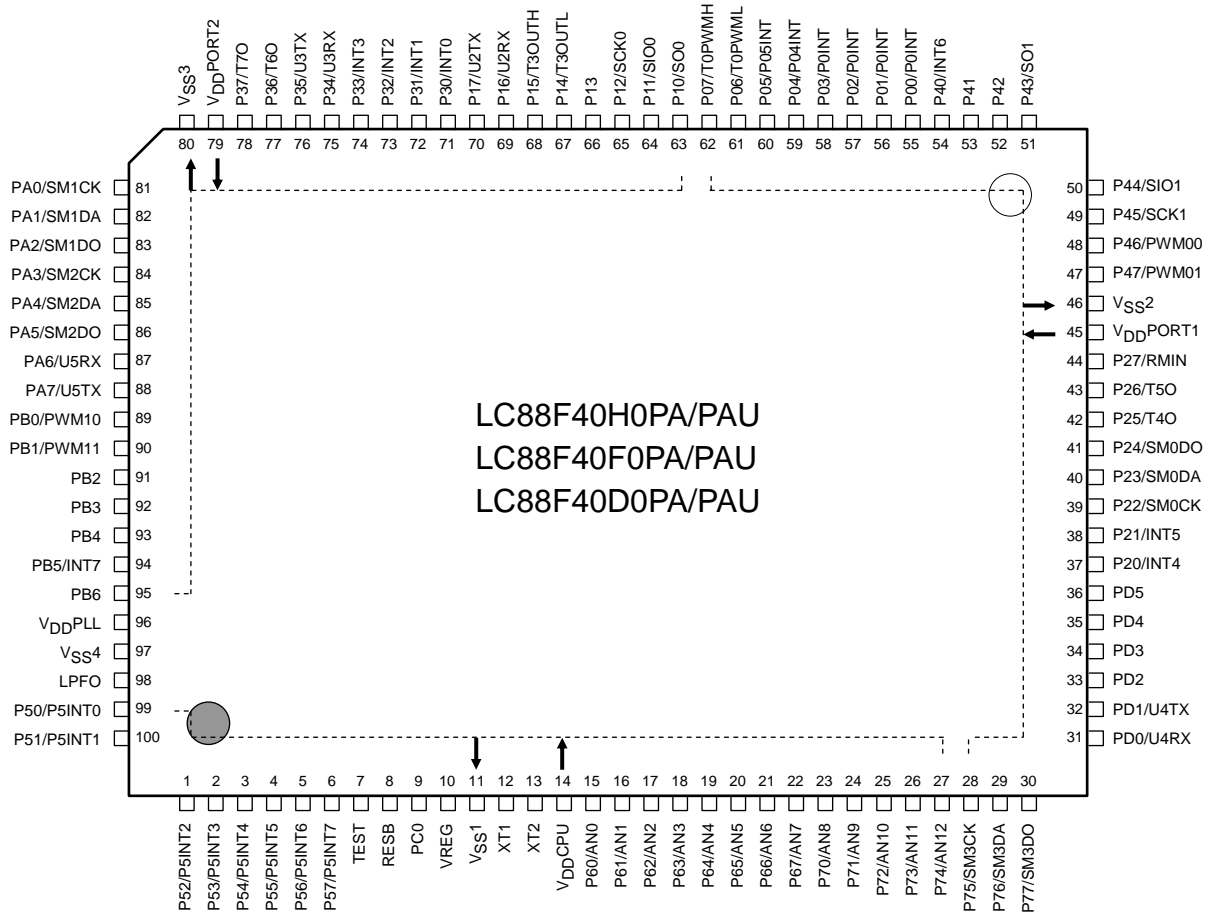 VSS3
VDDPORT2
P37/T7O
P36/T6O
P35/U3TX
P34/U3RX
P33/INT3
P32/INT2
P31/INT1
P30/INT0
P17/U2TX
P16/U2RX
P15/T3OUTH
P14/T3OUTL
P13
P12/SCK0
P11/SIO0
P10/SO0
P07/T0PWMH
P06/T0PWML
P05/P05INT
P04/P04INT
P03/P0INT
P02/P0INT
P01/P0INT
P00/P0INT
P40/INT6
P41
P42
P43/SO1
80 79 78 77 76 75 74 73 72 71 70 69 68 67 66 65 64 63 62 61 60 59 58 57 56 55 54 53 52 51
PA0/SM1CK 81
PA1/SM1DA 82
PA2/SM1DO 83
PA3/SM2CK 84
PA4/SM2DA 85
PA5/SM2DO 86
PA6/U5RX 87
PA7/U5TX 88
PB0/PWM10 89
PB1/PWM11 90
PB2 91
PB3 92
PB4 93
PB5/INT7 94
PB6 95
VDDPLL 96
VSS4 97
LPFO 98
P50/P5INT0 99
P51/P5INT1 100
LC88F40H0PA/PAU
LC88F40F0PA/PAU
LC88F40D0PA/PAU
50 P44/SIO1
49 P45/SCK1
48 P46/PWM00
47 P47/PWM01
46 VSS2
45 VDDPORT1
44 P27/RMIN
43 P26/T5O
42 P25/T4O
41 P24/SM0DO
40 P23/SM0DA
39 P22/SM0CK
38 P21/INT5
37 P20/INT4
36 PD5
35 PD4
34 PD3
33 PD2
32 PD1/U4TX
31 PD0/U4RX
1 2 3 4 5 6 7 8 9 10 11 12 13 14 15 16 17 18 19 20 21 22 23 24 25 26 27 28 29 30
P52/P5INT2
P53/P5INT3
P54/P5INT4
P55/P5INT5
P56/P5INT6
P57/P5INT7
TEST
RESB
PC0
VREG
VSS1
XT1
XT2
VDDCPU
P60/AN0
P61/AN1
P62/AN2
P63/AN3
P64/AN4
P65/AN5
P66/AN6
P67/AN7
P70/AN8
P71/AN9
P72/AN10
P73/AN11
P74/AN12
P75/SM3CK
P76/SM3DA
P77/SM3DO